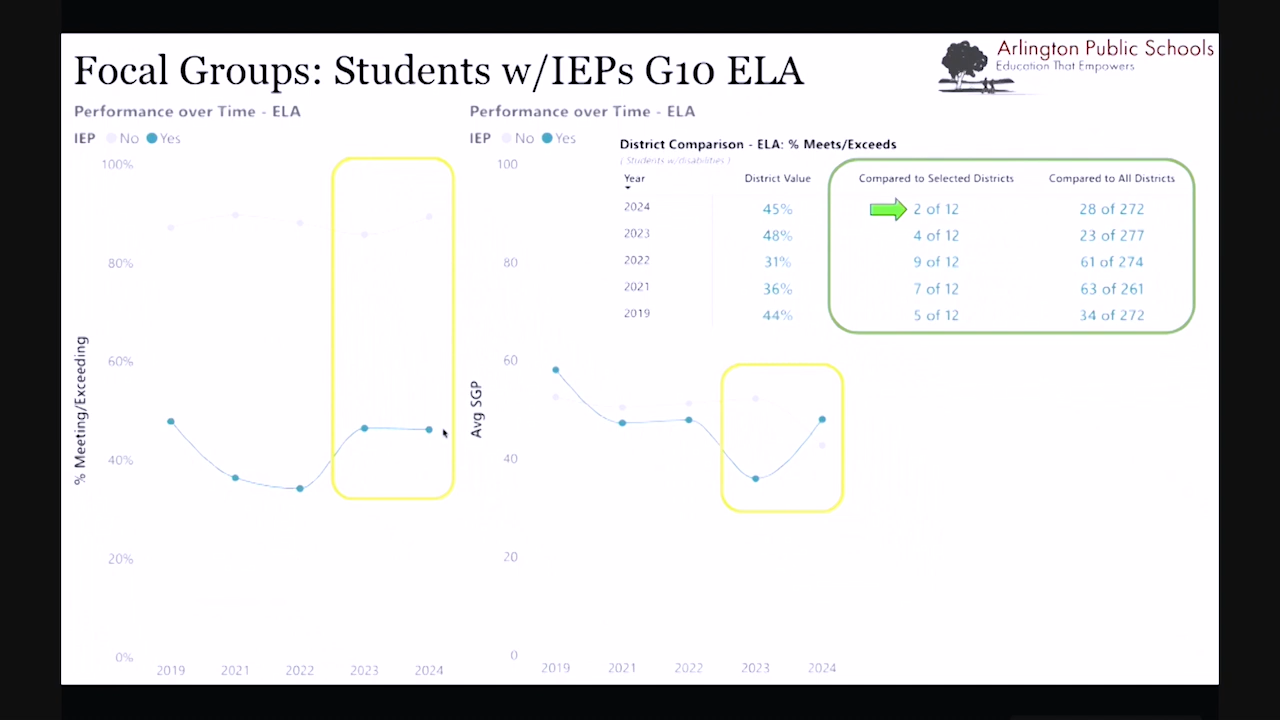 Focal Groups: Students w/IEPs G10 ELA
Arlington Public Schools
Education That Empowers
Performance over Time - ELA
IEP No Yes
100%
80%
60%
40%
20%
0%
% Meeting/Exceeding
2019 2021 2022 2023 2024
Performance over Time - ELA
IEP No Yes
100
80
60
40
20
0
Avg SGP
2019 2021 2022 2023 2024
District Comparison - ELA: % Meets/Exceeds
( Students w/disabilities )
Year District Value Compared to Selected Districts Compared to All Districts
2024 45% 2 of 12 28 of 272
2023 48% 4 of 12 23 of 277
2022 31% 9 of 12 61 of 274
2021 36% 7 of 12 63 of 261
2019 44% 5 of 12 34 of 272